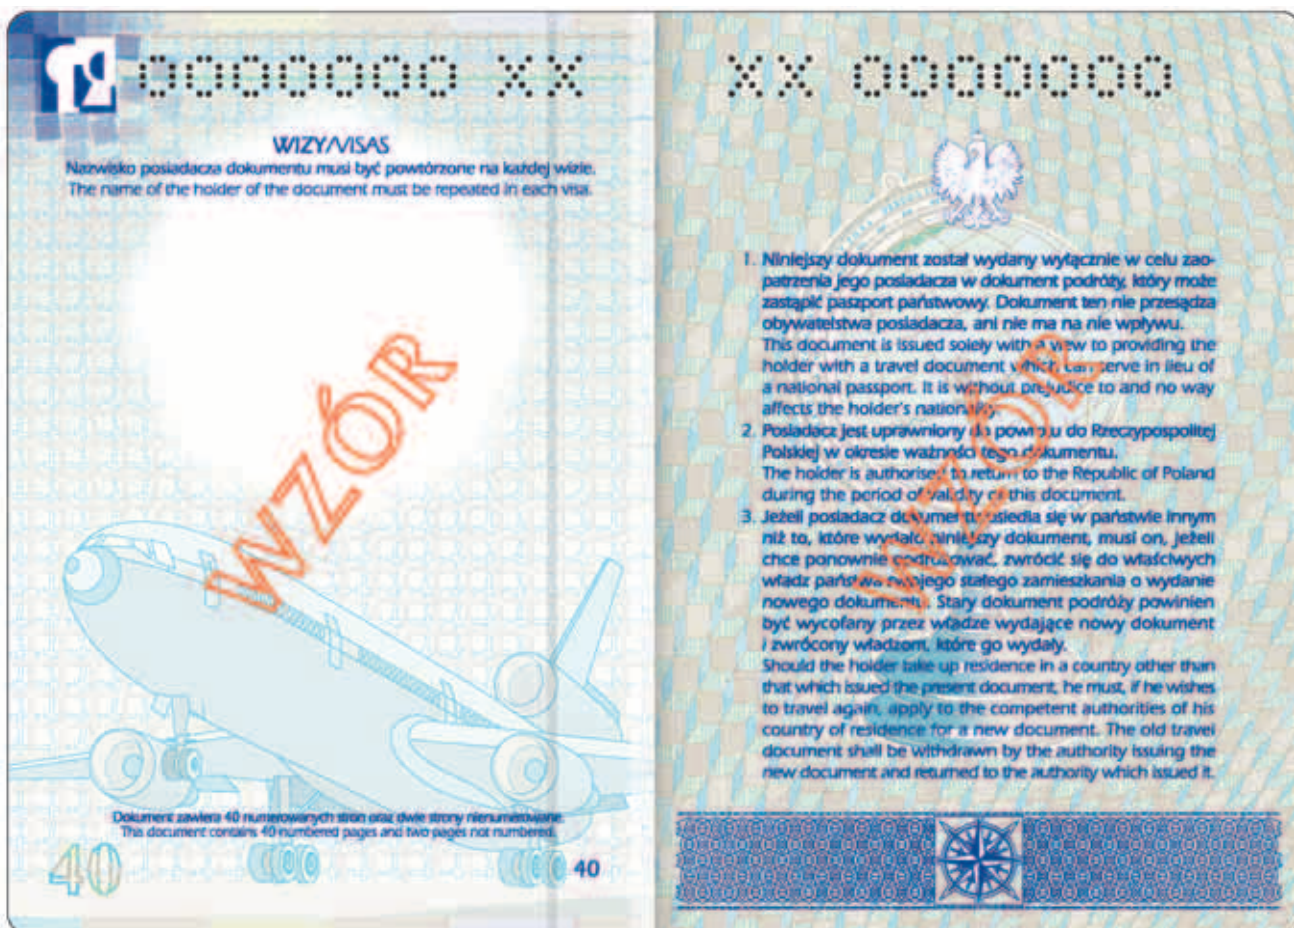 0000000 XX
WIZY/VISAS
Nazwisko posiadacza dokumentu musi być powtórzone na każdej wizie.
The name of the holder of the document must be repeated in each visa.
WZÓR
Dokument zawiera 40 numerowanych stron oraz dwie strony nienumerowane.
This document contains 40 numbered pages and two pages not numbered.
40
40
XX 0000000
1. Niniejszy dokument został wydany wyłącznie w celu zao-
patrzenia jego posiadacza w dokument podróży, który może
zastąpić paszport państwowy. Dokument ten nie przesądza
obywatelstwa posiadacza, ani nie ma na nie wpływu.
This document is issued solely with a view to providing the
holder with a travel document which can serve in lieu of
a national passport. It is without prejudice to and no way
affects the holder's nationality.
2. Posiadacz jest uprawniony do powrotu do Rzeczypospolitej
Polskiej w okresie ważności tego dokumentu.
The holder is authorised to return to the Republic of Poland
during the period of validity of this document.
3. Jeżeli posiadacz dokumentu osiedla się w państwie innym
niż to, które wydało niniejszy dokument, musi on, jeżeli
chce ponownie podróżować, zwrócić się do właściwych
władz państwa swojego stałego zamieszkania o wydanie
nowego dokumentu. Stary dokument podróży powinien
być wycofany przez władze wydające nowy dokument
i zwrócony władzom, które go wydały.
Should the holder take up residence in a country other than
that which issued the present document, he must, if he wishes
to travel again, apply to the competent authorities of his
country of residence for a new document. The old travel
document shall be withdrawn by the authority issuing the
new document and returned to the authority which issued it.
WZÓR